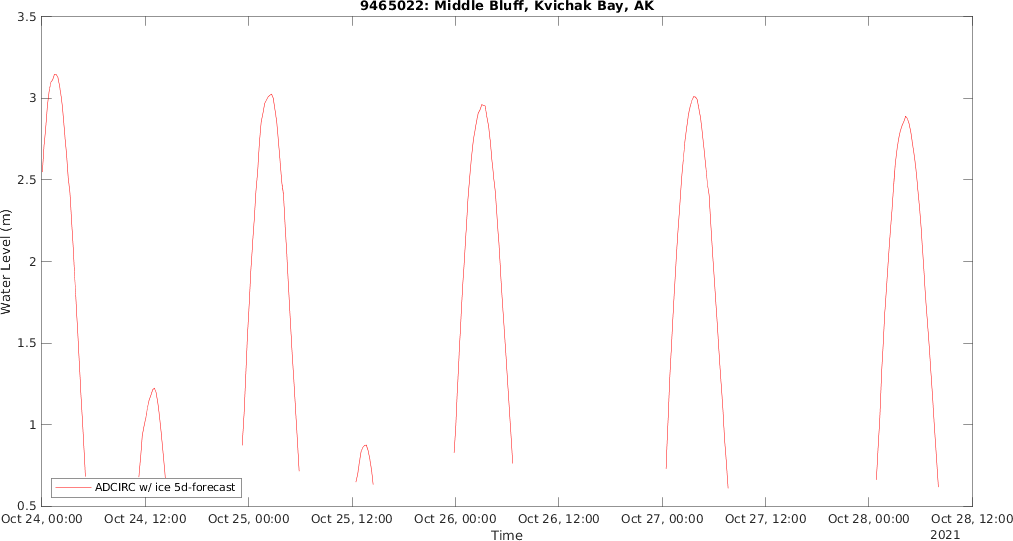 9465022: Middle Bluff, Kvichak Bay, AK
3.5
3
2.5
2
1.5
1
0.5
Water Level (m)
ADCIRC w/ ice 5d-forecast
Oct 24, 00:00 Oct 24, 12:00 Oct 25, 00:00 Oct 25, 12:00 Oct 26, 00:00 Oct 26, 12:00 Oct 27, 00:00 Oct 27, 12:00 Oct 28, 00:00 Oct 28, 12:00
Time
2021